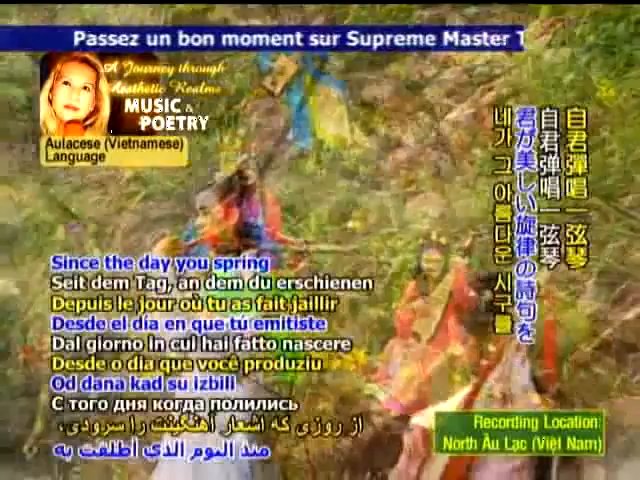 Passez un bon moment sur Supreme Master T
A Journey through
Aesthetic Realms
MUSIC &
POETRY
Aulacese (Vietnamese)
Language
自君彈唱一弦琴
自君弹唱一弦琴
君が美しい旋律の詩句を
네가 그 아름다운 시구를
Since the day you spring
Seit dem Tag, an dem du erschienen
Depuis le jour où tu as fait jaillir
Desde el día en que tú emitiste
Dal giorno in cui hai fatto nascere
Desde o dia que você produziu
Od dana kad su izbili
С того дня когда полились
از روزی که اشعار آهنگینت را سرودی،
منذ اليوم الذي أطلقت به
Recording Location:
North Âu Lạc (Việt Nam)